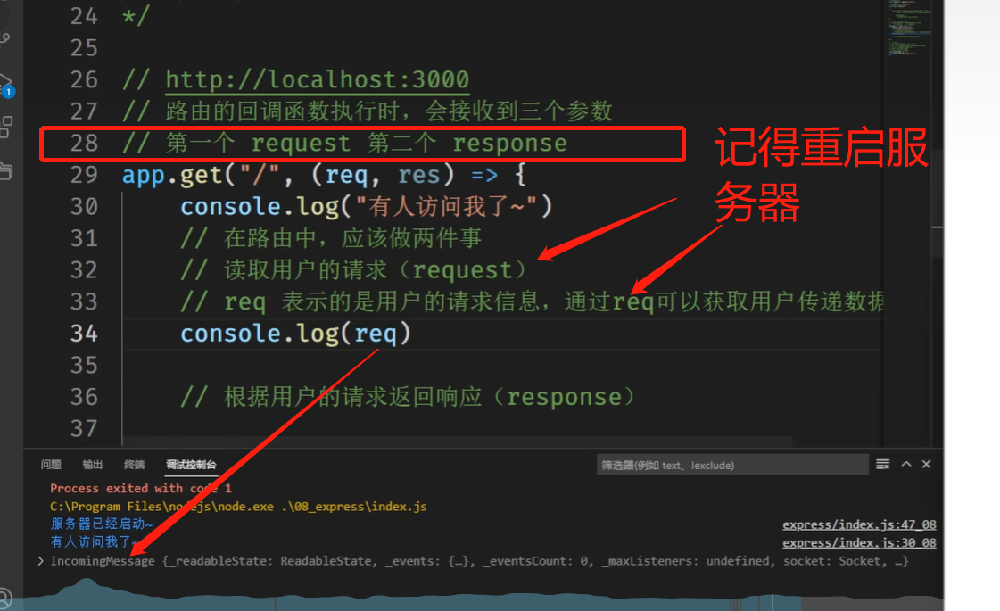 24 */
25
26 // http://localhost:3000
27 // 路由的回调函数执行时，会接收到三个参数
28 // 第一个 request 第二个 response
29 app.get("/", (req, res) => {
30 console.log("有人访问我了~")
31 // 在路由中，应该做两件事
32 // 读取用户的请求（request）
33 // req 表示的是用户的请求信息，通过req可以获取用户传递数据
34 console.log(req)
35
36 // 根据用户的请求返回响应（response）
37
记得重启服
务器
1
问题 输出 终端 调试控制台 筛选器(例如 text、!exclude)
Process exited with code 1
C:\Program Files\nodejs\node.exe .\08_express\index.js
服务器已经启动~ express/index.js:47_08
有人访问我了~ express/index.js:30_08
> IncomingMessage {_readableState: ReadableState, _events: {…}, _eventsCount: 0, _maxListeners: undefined, socket: Socket, …}